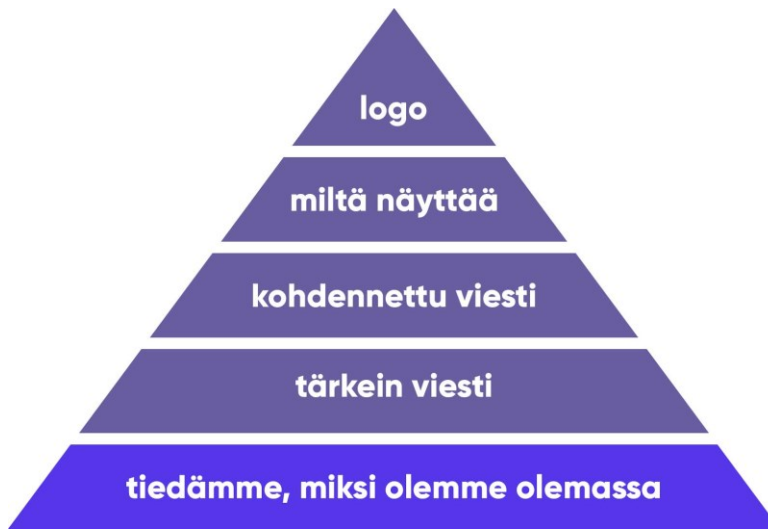 logo
miltä näyttää
kohdennettu viesti
tärkein viesti
tiedämme, miksi olemme olemassa